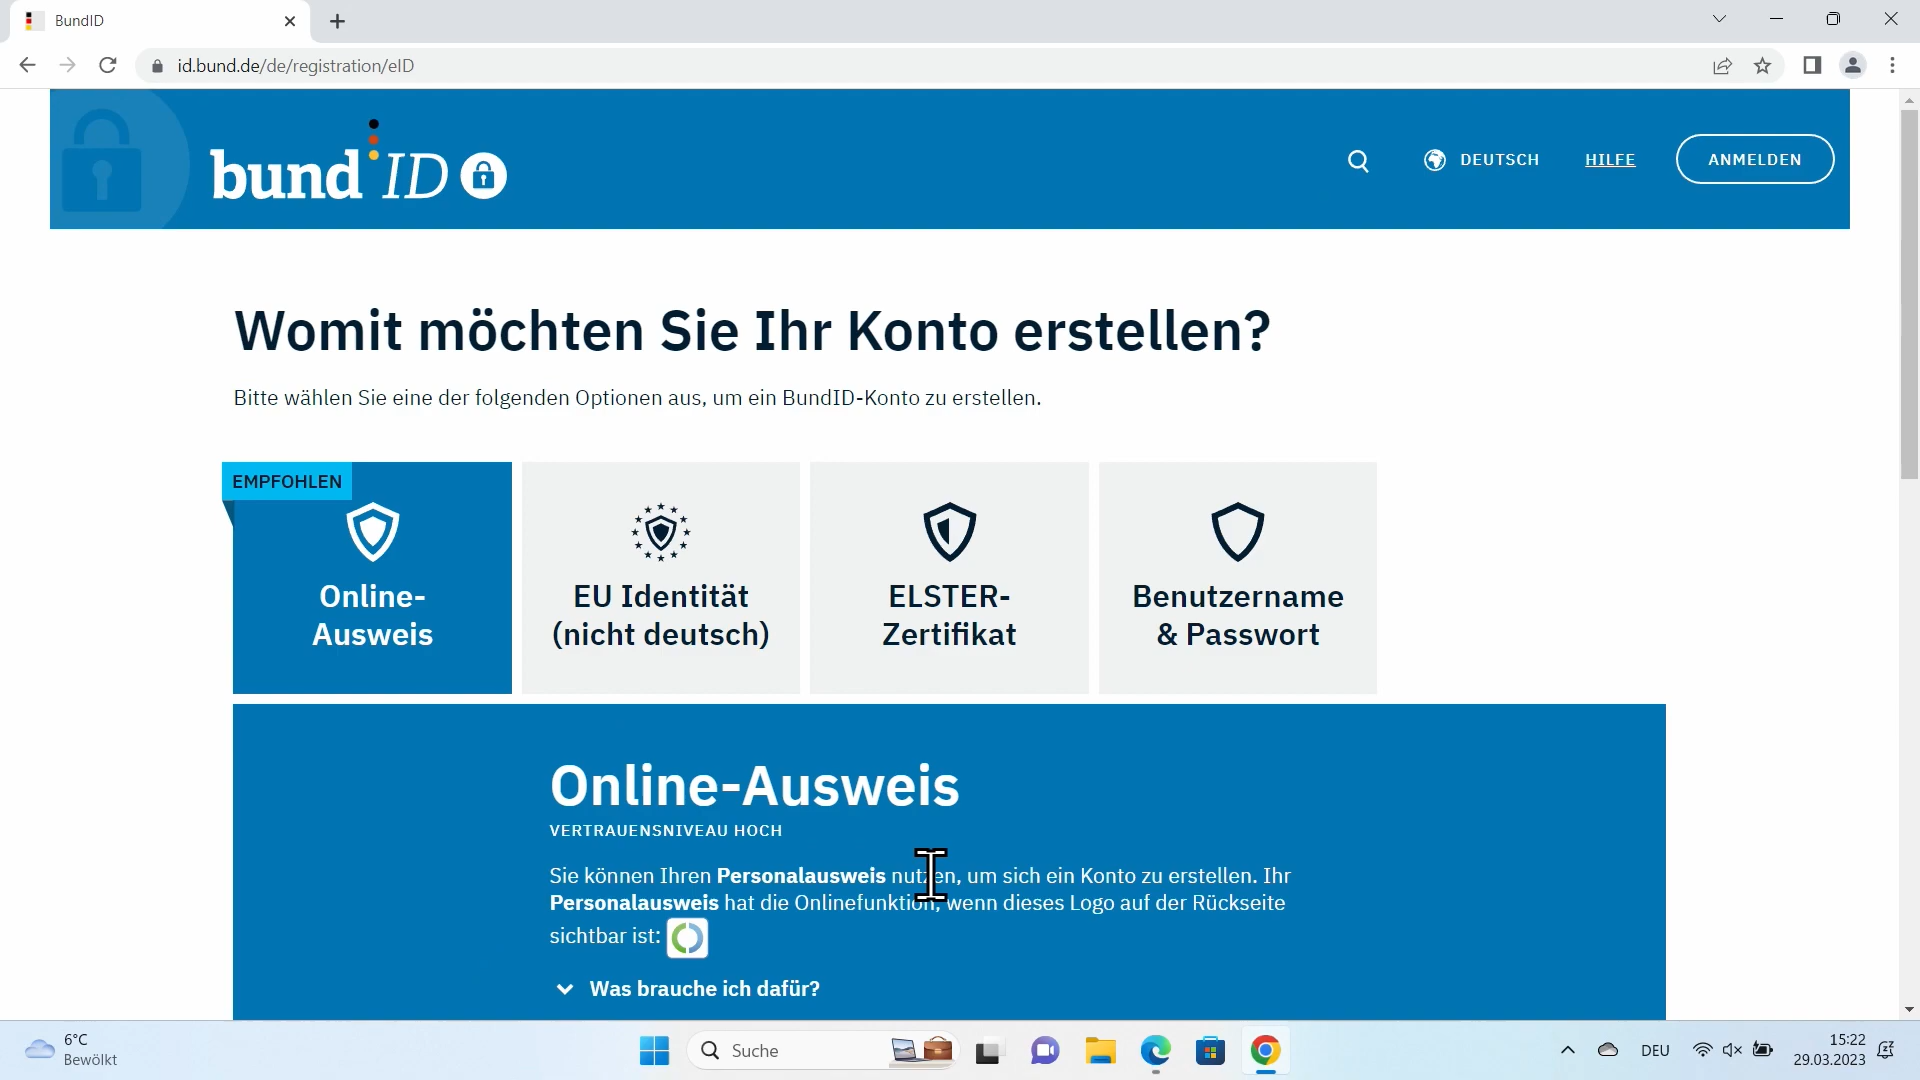 BundID
id.bund.de/de/registration/eID
bund ID
DEUTSCH
HILFE
ANMELDEN
Womit möchten Sie Ihr Konto erstellen?
Bitte wählen Sie eine der folgenden Optionen aus, um ein BundID-Konto zu erstellen.
EMPFOHLEN
Online-
Ausweis
EU Identität
(nicht deutsch)
ELSTER-
Zertifikat
Benutzername
& Passwort
Online-Ausweis
VERTRAUENSNIVEAU HOCH
Sie können Ihren Personalausweis nutzen, um sich ein Konto zu erstellen. Ihr
Personalausweis hat die Onlinefunktion, wenn dieses Logo auf der Rückseite
sichtbar ist:
Was brauche ich dafür?
6°C
Bewölkt
Suche
DEU
15:22
29.03.2023